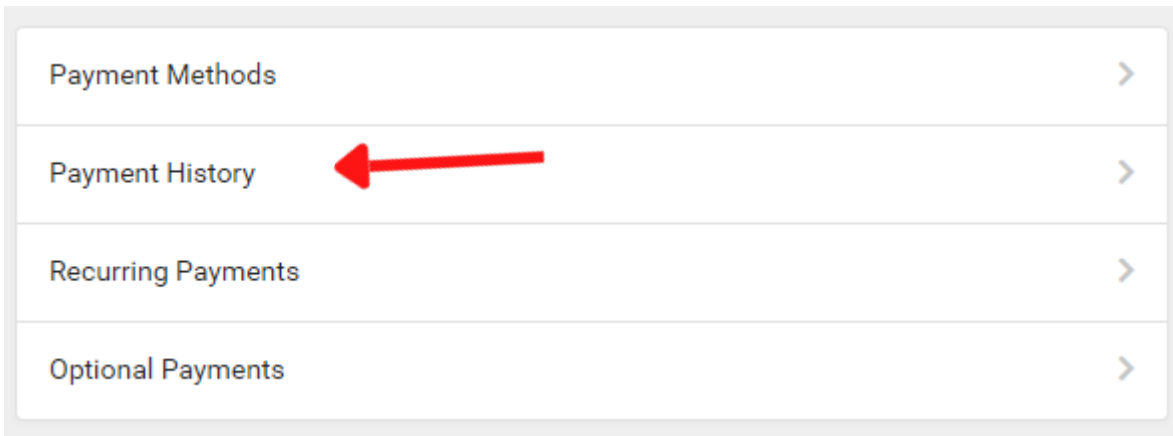 Payment Methods
Payment History
Recurring Payments
Optional Payments